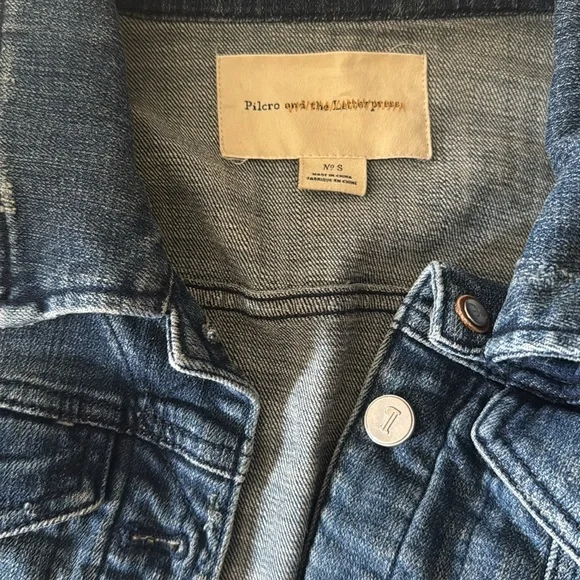 Pilcro and the Letterpress
Nº S
MADE IN CHINA
FABRIQUÉ EN CHINE